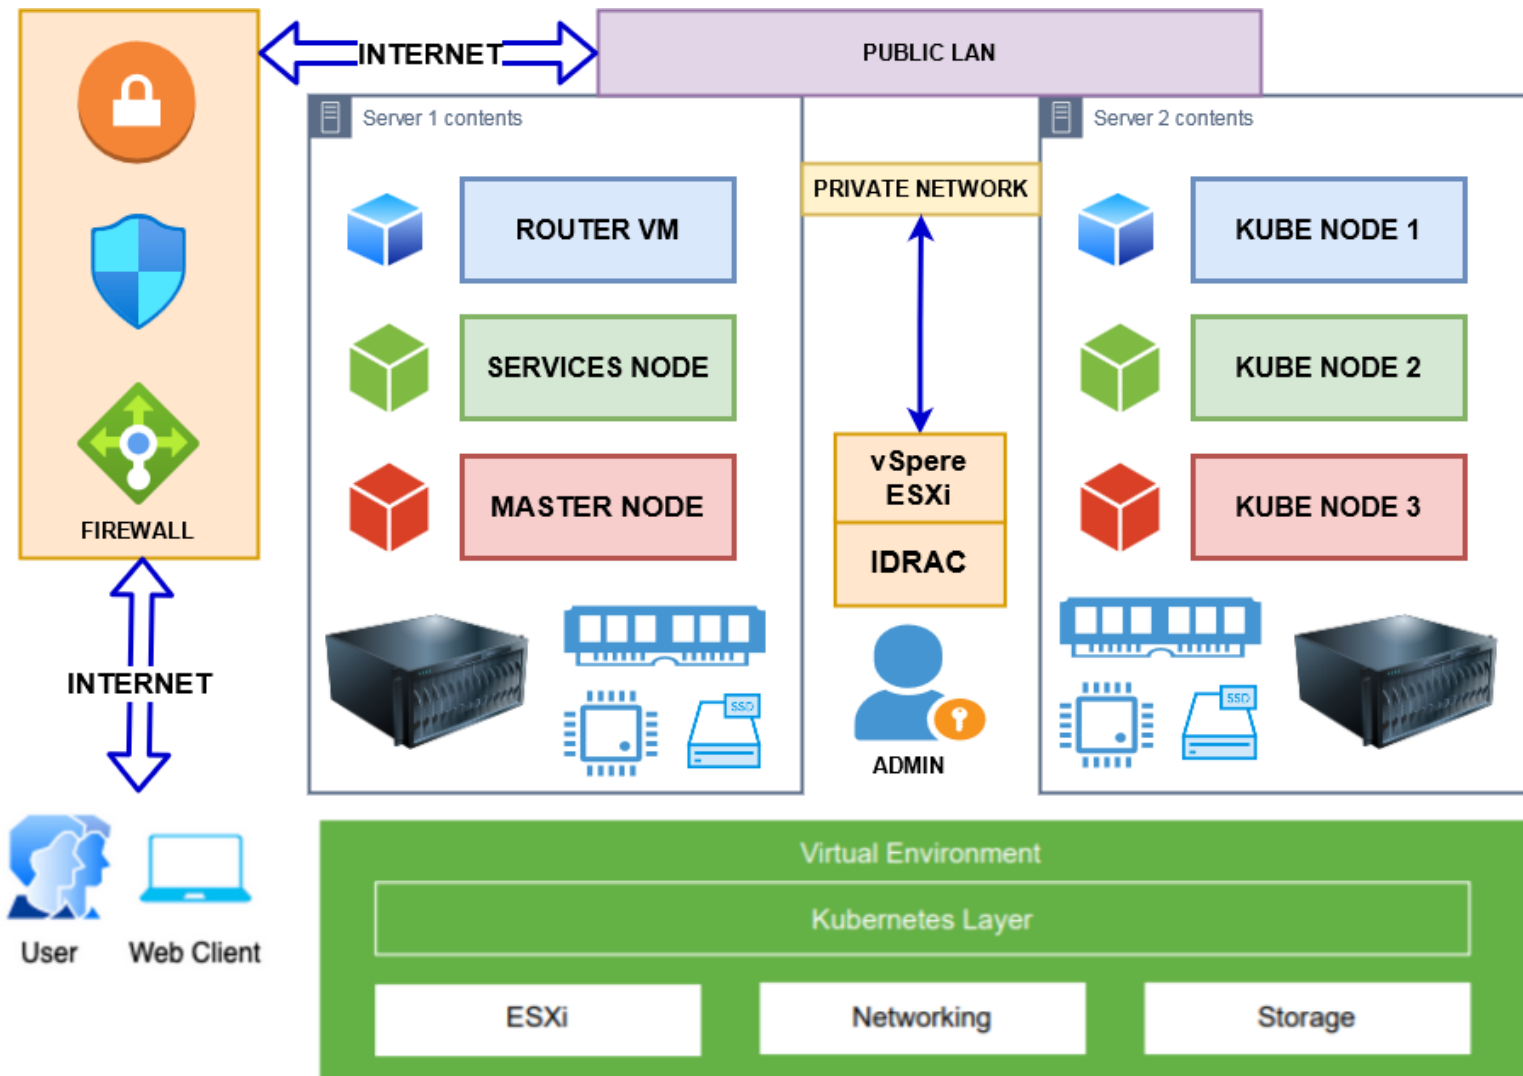 INTERNET
PUBLIC LAN
Server 1 contents
Server 2 contents
PRIVATE NETWORK
ROUTER VM
KUBE NODE 1
SERVICES NODE
KUBE NODE 2
vSpere
ESXi
MASTER NODE
KUBE NODE 3
FIREWALL
IDRAC
INTERNET
SSD
SSD
ADMIN
Virtual Environment
Kubernetes Layer
User
Web Client
ESXi
Networking
Storage